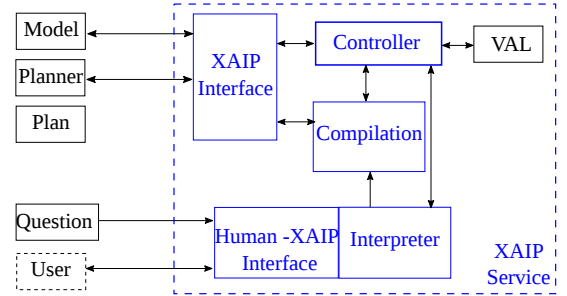 Model
Planner
Plan
XAIP
Interface
Controller
VAL
Compilation
Question
User
Human -XAIP
Interface
Interpreter
XAIP
Service